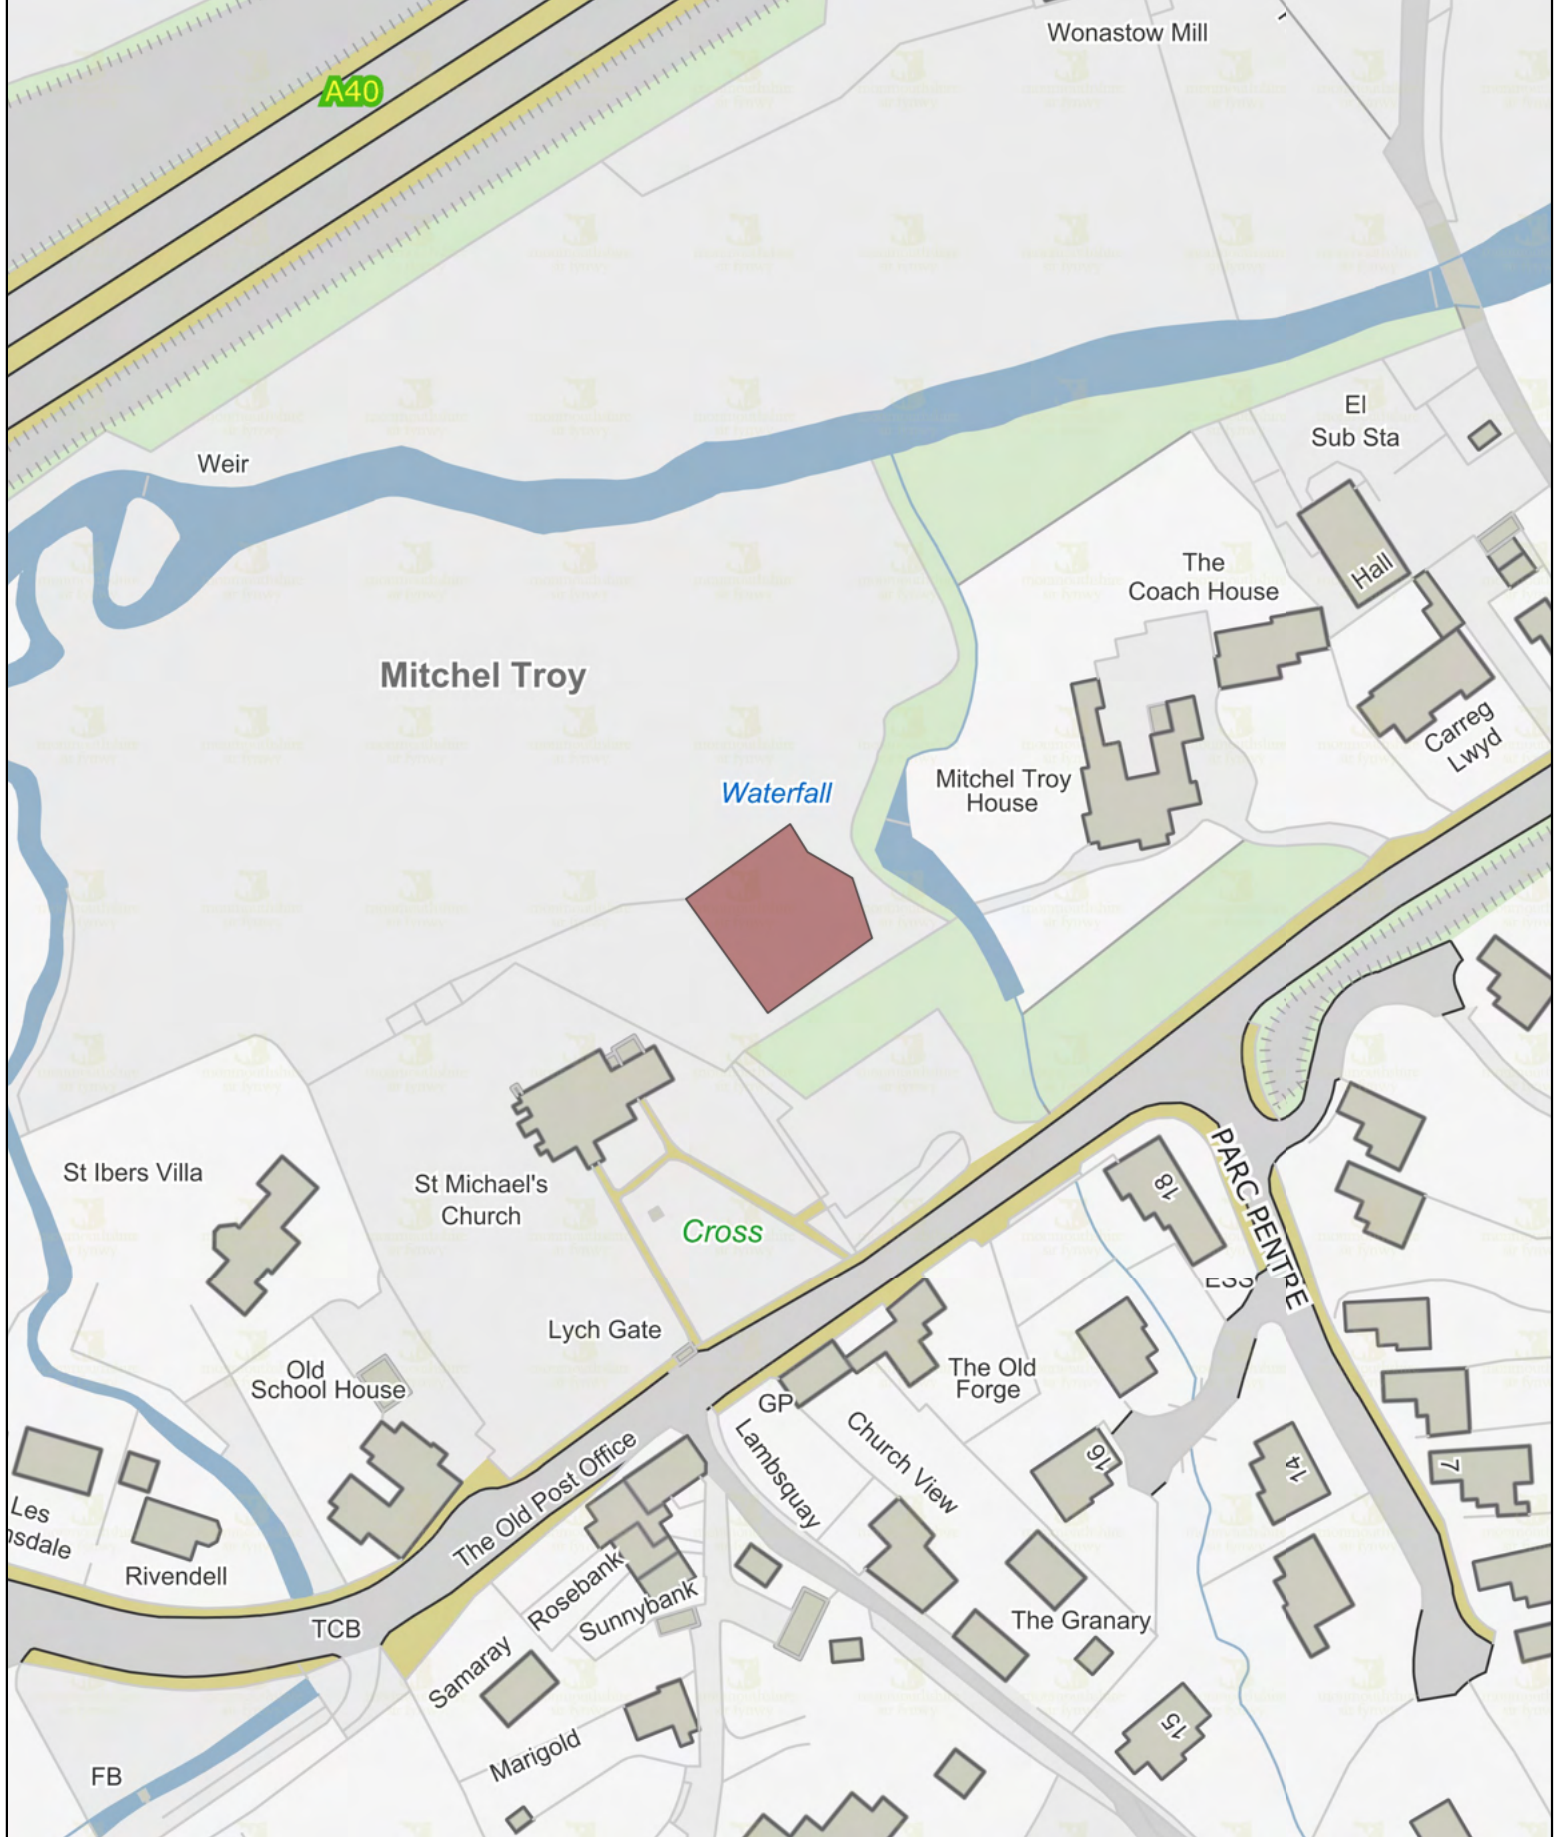 Wonastow Mill
A40
El
Sub Sta
Weir
The
Coach House
Hall
Mitchel Troy
Carreg
Lwyd
Waterfall
Mitchel Troy
House
St Ibers Villa
St Michael's
Church
Cross
18
PARC PENTRE
ESS
Lych Gate
Old
School House
The Old
Forge
GP
Lambsquay
Church View
16
14
7
The Old Post Office
Les
nsdale
Rivendell
Rosebank
Sunnybank
TCB
The Granary
Samaray
15
Marigold
FB